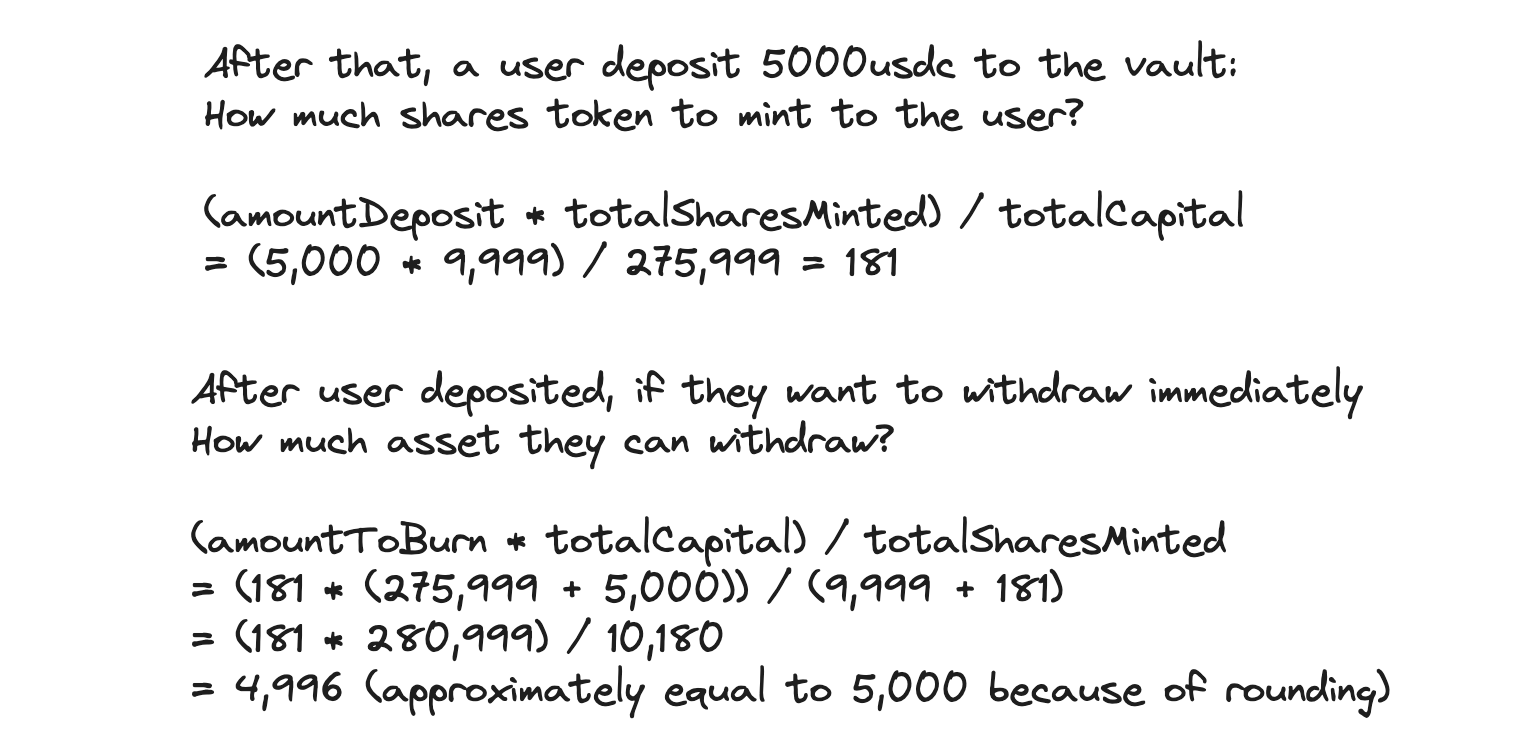 After that, a user deposit 5000usdc to the vault:
How much shares token to mint to the user?
(amountDeposit * totalSharesMinted) / totalCapital
= (5,000 * 9,999) / 275,999 = 181
After user deposited, if they want to withdraw immediately
How much asset they can withdraw?
(amountToBurn * totalCapital) / totalSharesMinted
= (181 * (275,999 + 5,000)) / (9,999 + 181)
= (181 * 280,999) / 10,180
= 4,996 (approximately equal to 5,000 because of rounding)